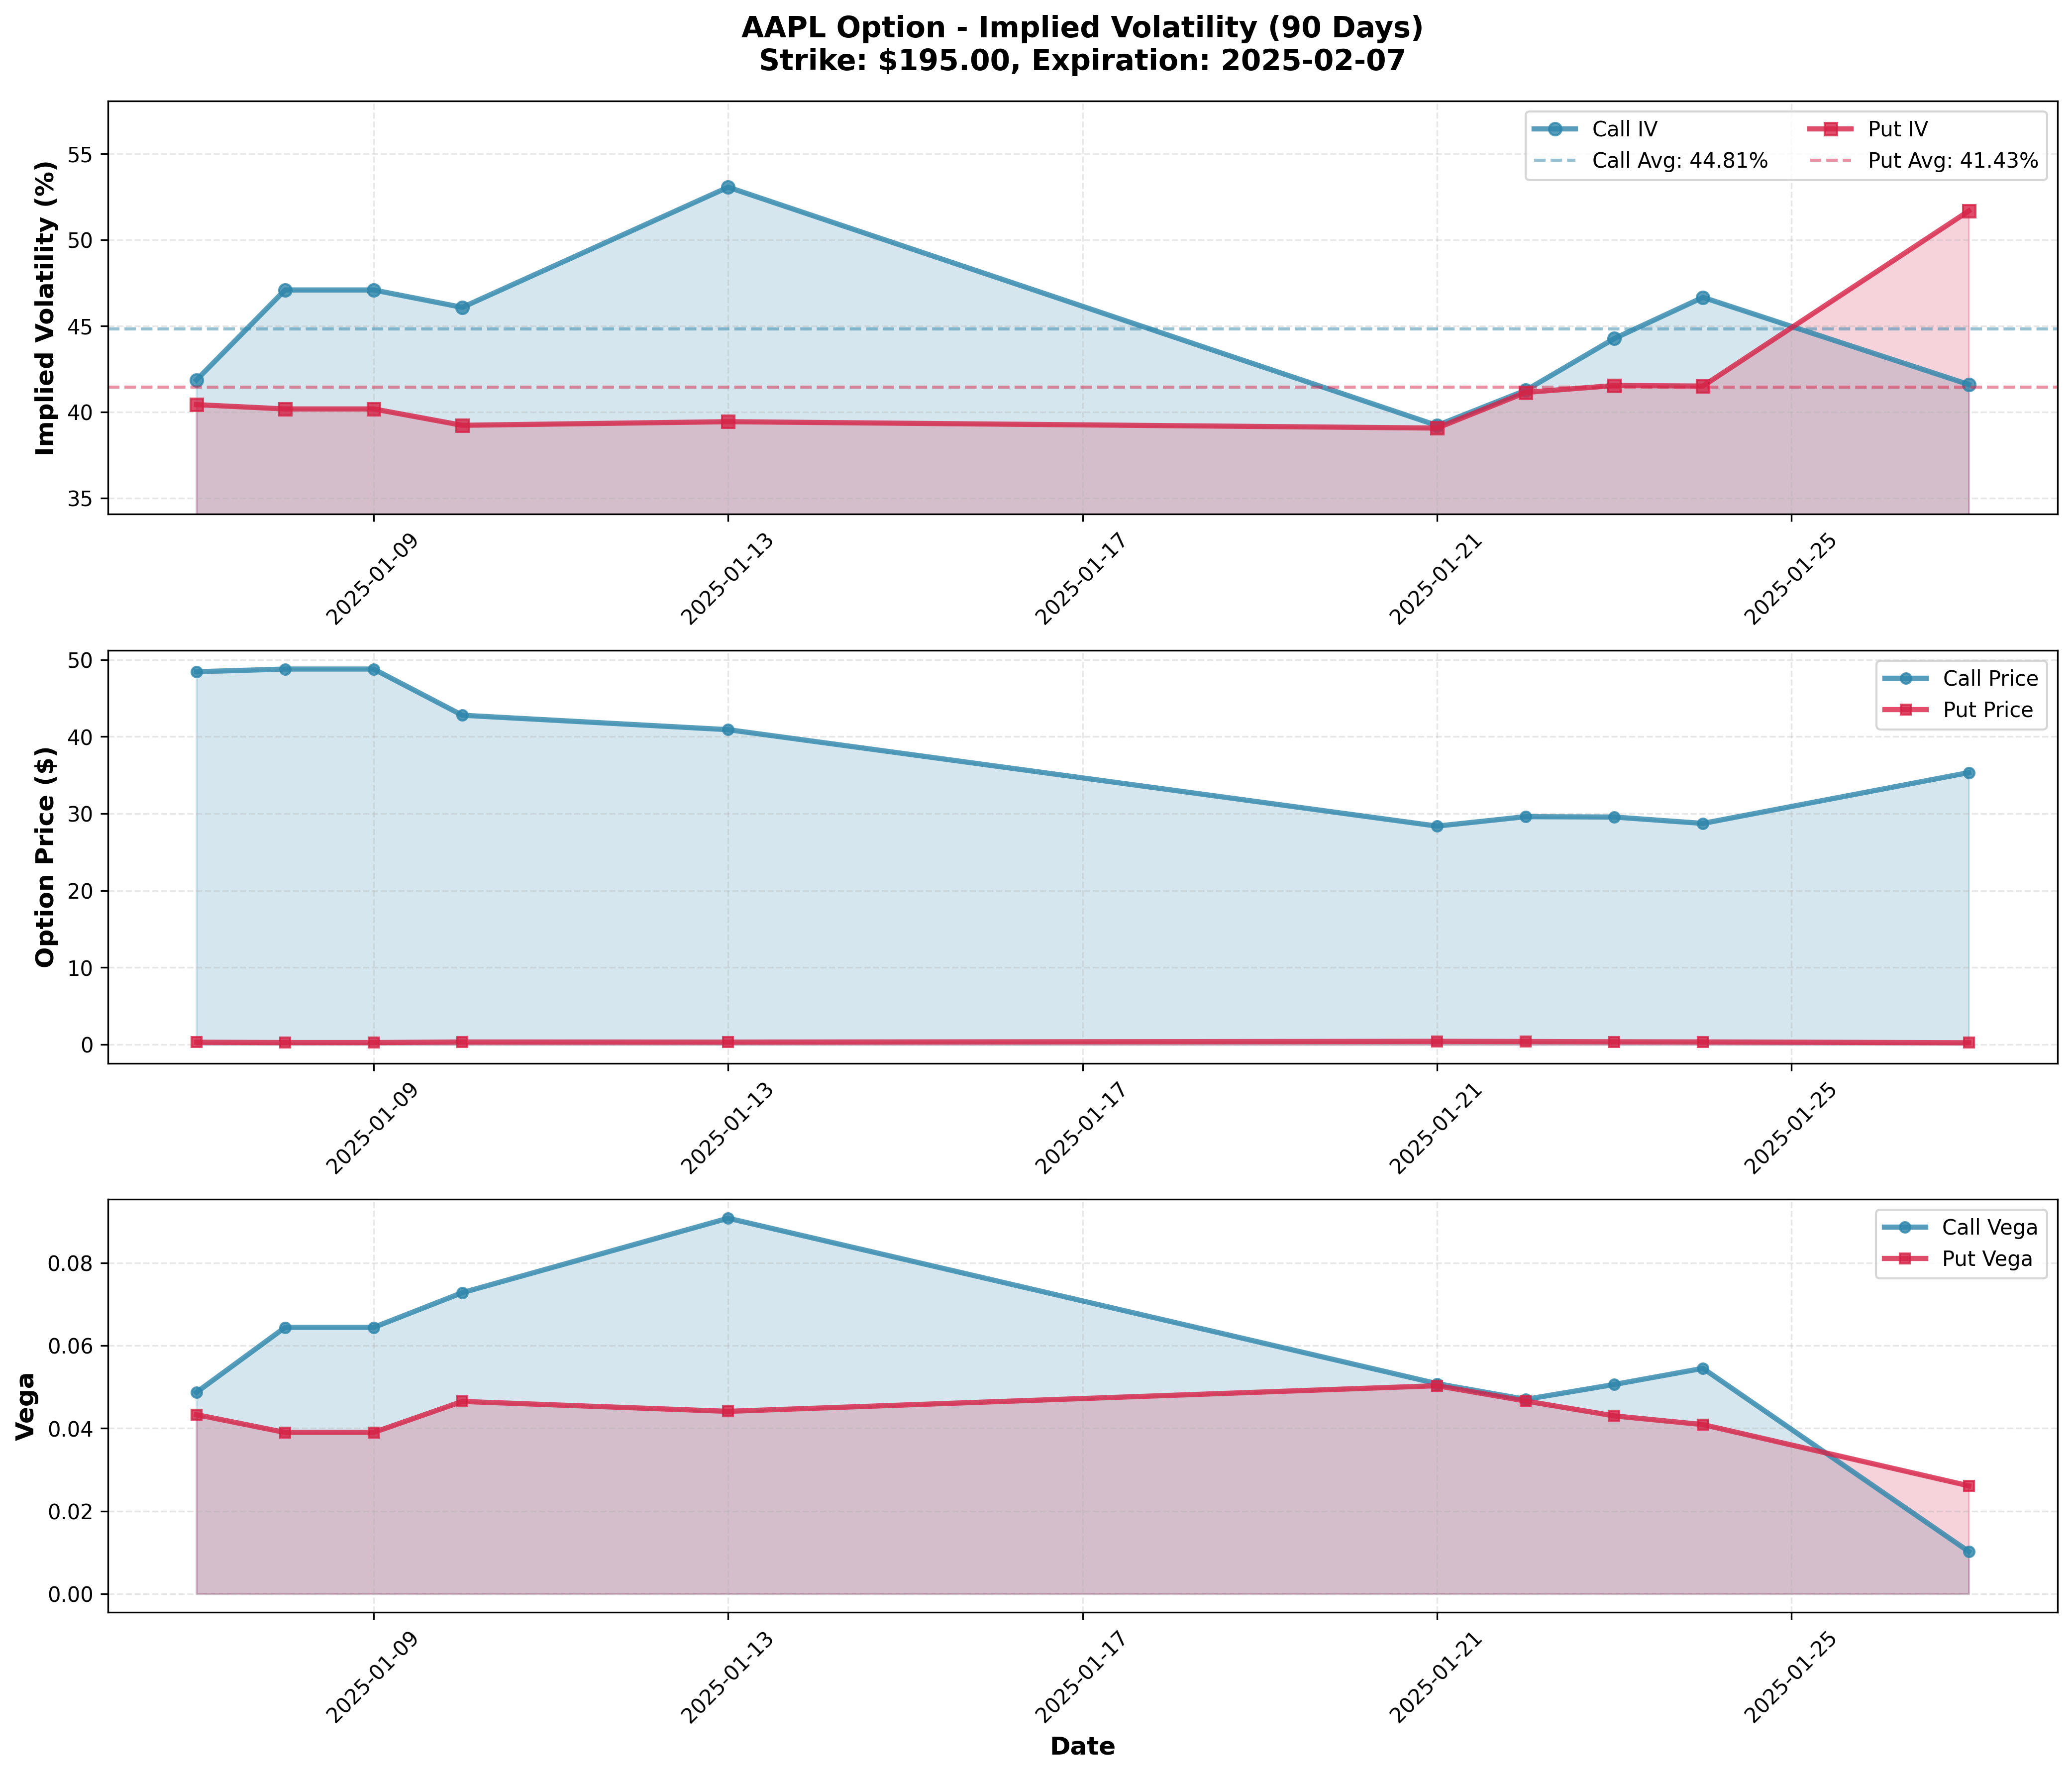 AAPL Option - Implied Volatility (90 Days)
Strike: $195.00, Expiration: 2025-02-07
Implied Volatility (%)
55
50
45
40
35
Call IV
Call Avg: 44.81%
Put IV
Put Avg: 41.43%
2025-01-09
2025-01-13
2025-01-17
2025-01-21
2025-01-25
Option Price ($)
50
40
30
20
10
0
Call Price
Put Price
2025-01-09
2025-01-13
2025-01-17
2025-01-21
2025-01-25
Vega
0.08
0.06
0.04
0.02
0.00
Call Vega
Put Vega
2025-01-09
2025-01-13
2025-01-17
2025-01-21
2025-01-25
Date